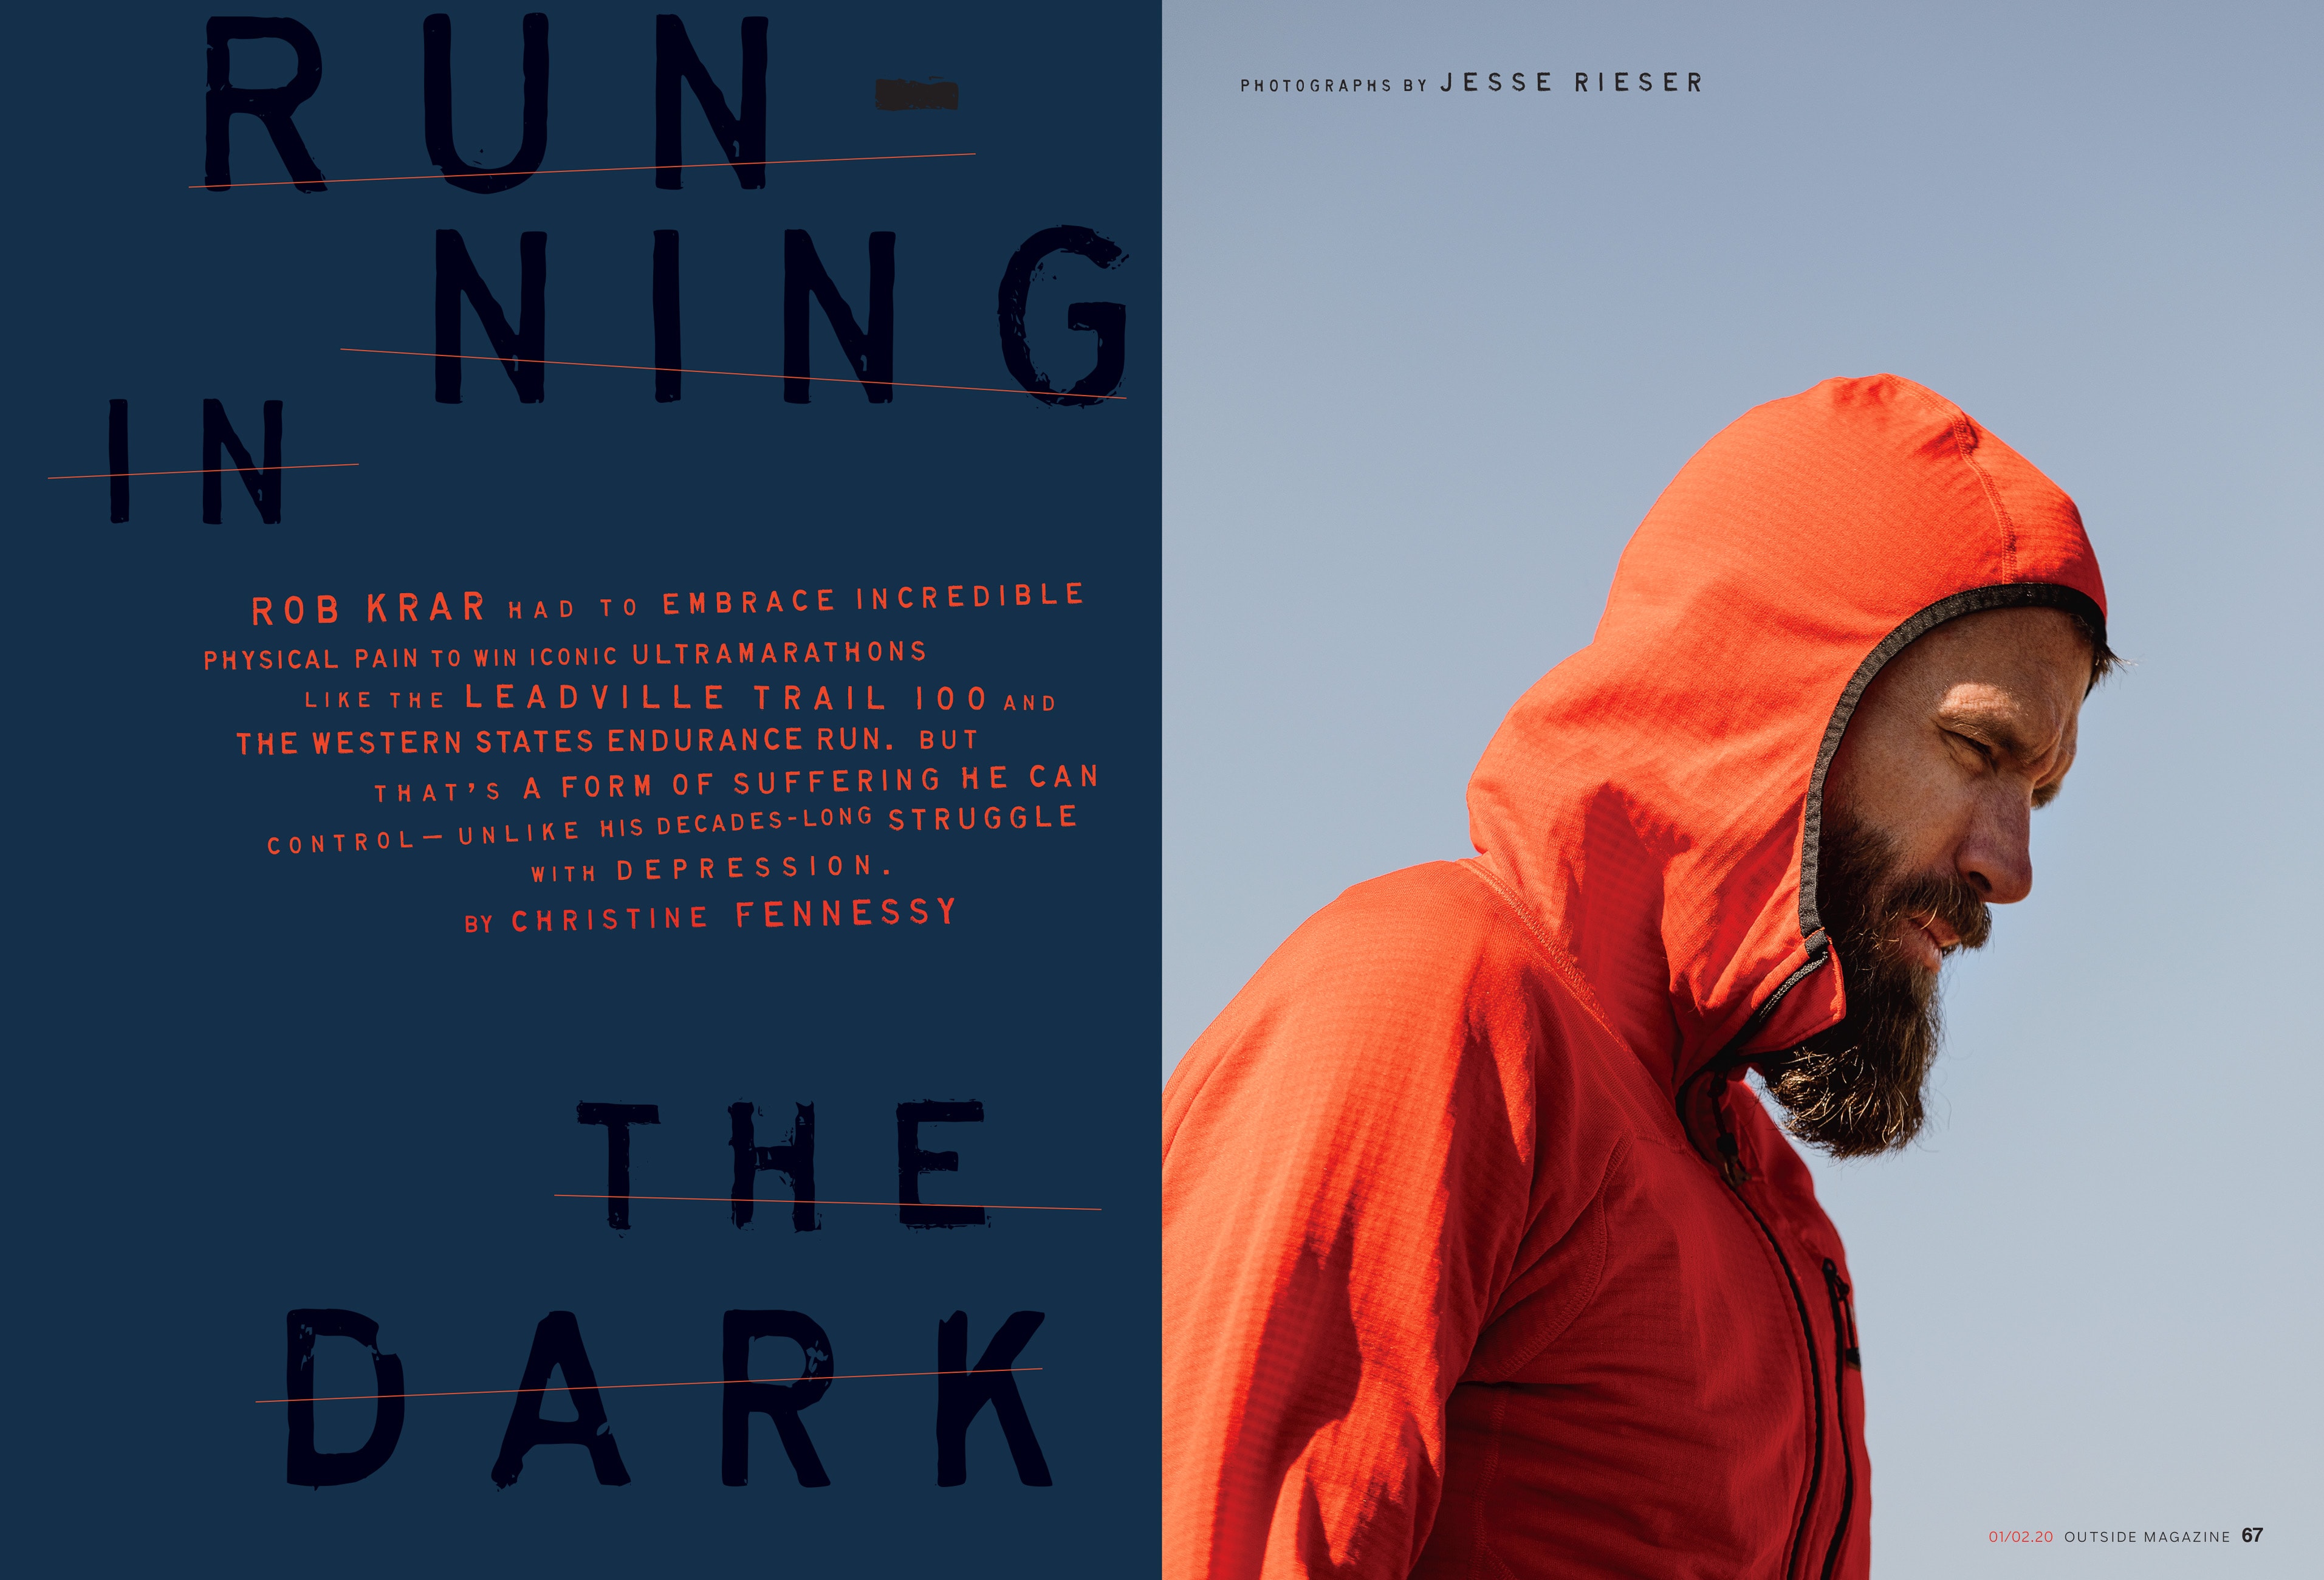 RUN-
NING
IN
ROB KRAR HAD TO EMBRACE INCREDIBLE
PHYSICAL PAIN TO WIN ICONIC ULTRAMARATHONS
LIKE THE LEADVILLE TRAIL 100 AND
THE WESTERN STATES ENDURANCE RUN. BUT
THAT'S A FORM OF SUFFERING HE CAN
CONTROL—UNLIKE HIS DECADES-LONG STRUGGLE
WITH DEPRESSION.
BY CHRISTINE FENNESSY
THE
DARK
PHOTOGRAPHS BY JESSE RIESER
01/02.20 OUTSIDE MAGAZINE 67